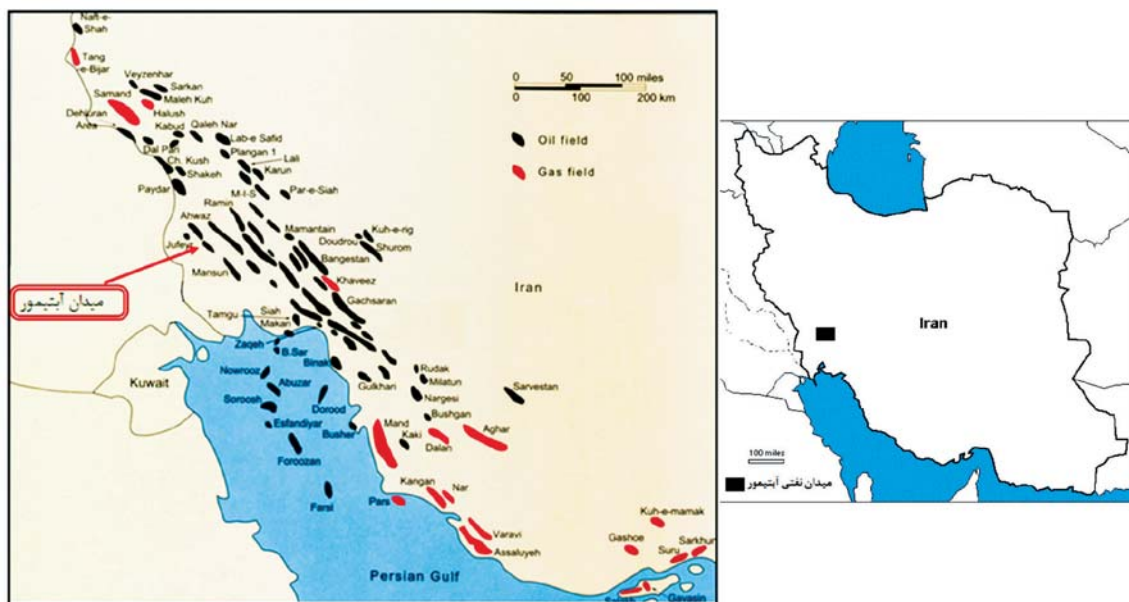 Naft-e-
Shah
Tang
-e-Bijar
Veyzenhar
Sarkan
Maleh Kuh
Samand
Halush
Dehluran
Area
Kabud
Qaleh Nar
Lab-e Safid
Dal Pari
Plangan 1
Lali
Ch. Kush
Shakeh
Karun
Paydar
M-I-S
Par-e-Siah
Ramin
Ahwaz
Mamantain
Kuh-e-rig
Doudrou
Shurom
Jufeyr
Bangestan
Mansuri
Khaveez
Gachsaran
میدان آبتیمور
Tamgu
Siah
Makan
Zaqeh
B.Sar
Binak
Kuwait
Nowrooz
Abuzar
Gulkhari
Rudak
Milatun
Soroosh
Dorood
Nargesi
Sarvestan
Esfandiyar
Busher
Bushgan
Mand
Kaki
Aghar
Dalan
Foroozan
Farsi
Kangan
Nar
Pars
Varavi
Assaluyeh
Kuh-e-mamak
Gashoe
Sarkhun
Suru
Gavasin
Persian Gulf
Iran
0 50 100 miles
0 100 200 km
Oil field
Gas field
Iran
100 miles
میدان نفتی آبتیمور